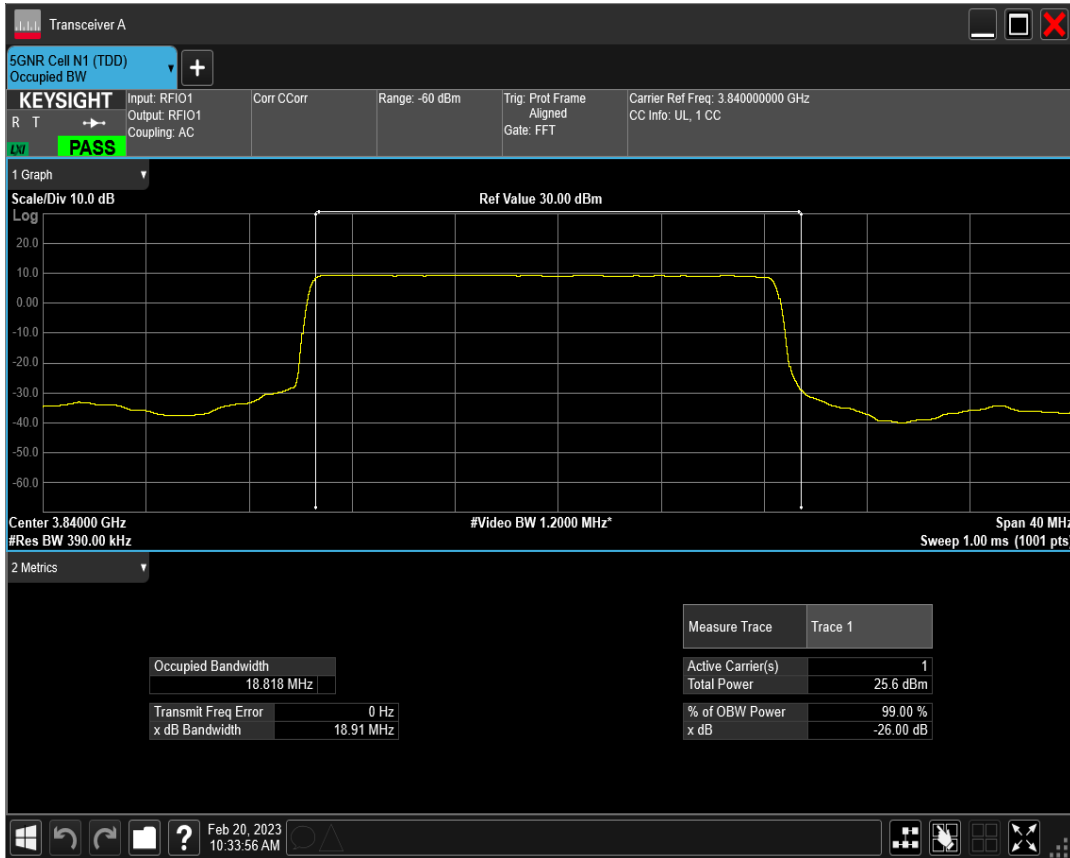 Transceiver A
5GNR Cell N1 (TDD)
Occupied BW
+
KEYSIGHT
R T
LXI
PASS
Input: RFIO1
Output: RFIO1
Coupling: AC
Corr CCorr
Range: -60 dBm
Trig: Prot Frame
Aligned
Gate: FFT
Carrier Ref Freq: 3.840000000 GHz
CC Info: UL, 1 CC
1 Graph
Scale/Div 10.0 dB
Ref Value 30.00 dBm
Log
20.0
10.0
0.00
-10.0
-20.0
-30.0
-40.0
-50.0
-60.0
Center 3.84000 GHz
#Video BW 1.2000 MHz*
Span 40 MHz
#Res BW 390.00 kHz
Sweep 1.00 ms (1001 pts)
2 Metrics
Measure Trace Trace 1
Occupied Bandwidth
18.818 MHz
Transmit Freq Error 0 Hz
x dB Bandwidth 18.91 MHz
Active Carrier(s) 1
Total Power 25.6 dBm
% of OBW Power 99.00 %
x dB -26.00 dB
?
Feb 20, 2023
10:33:56 AM